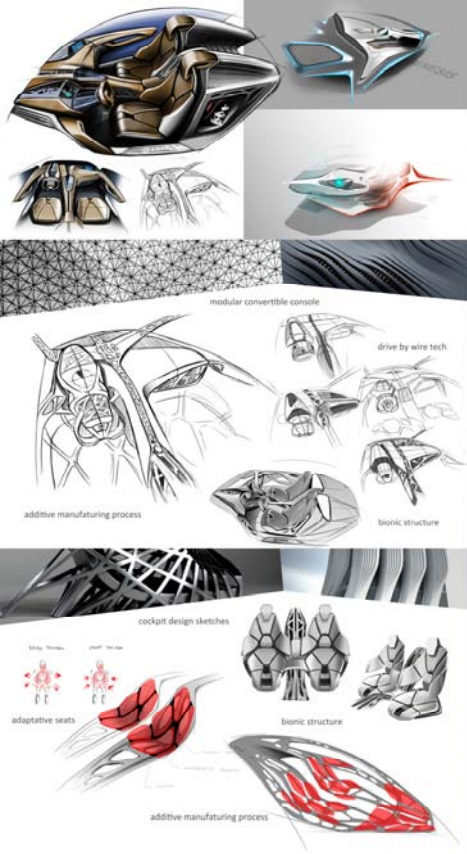 modular convertible console
drive by wire tech
additive manufaturing process
bionic structure
cockpit design sketches
adaptative seats
bionic structure
additive manufaturing process